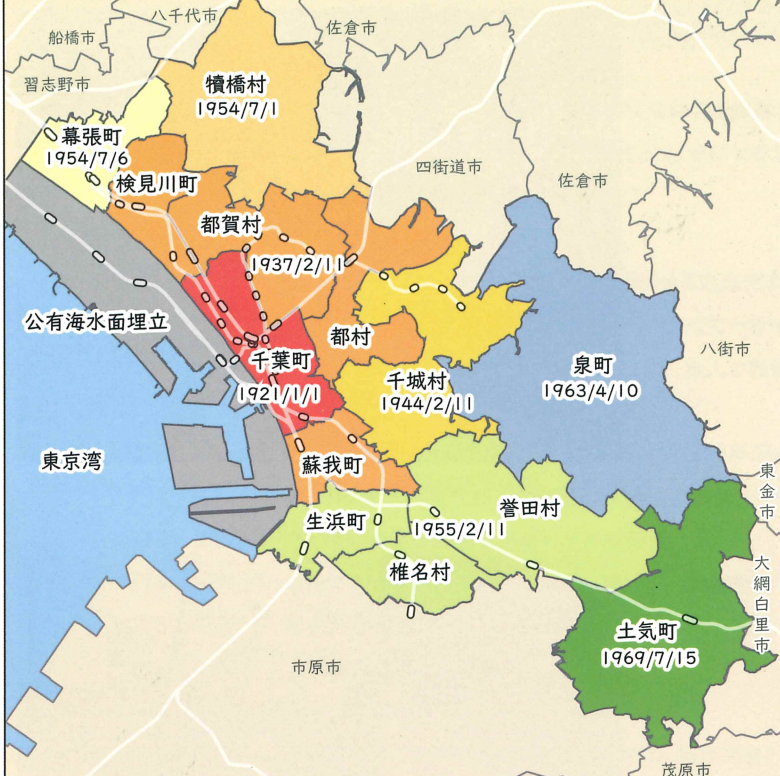 八千代市
船橋市
佐倉市
習志野市
犢橋村
1954/7/1
幕張町
1954/7/6
検見川町
四街道市
佐倉市
都賀村
1937/2/11
公有海水面埋立
都村
千葉町
1921/1/1
千城村
1944/2/11
泉町
1963/4/10
八街市
東京湾
蘇我町
東金市
生浜町
誉田村
1955/2/11
椎名村
大網白里市
土気町
1969/7/15
市原市
茂原市